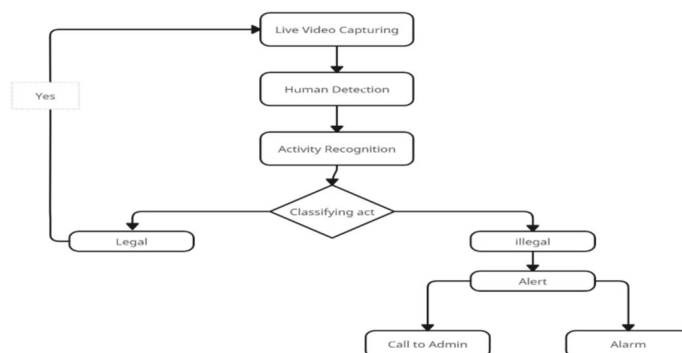 Live Video Capturing
Yes
Human Detection
Activity Recognition
Classifying act
Legal
illegal
Alert
Call to Admin
Alarm